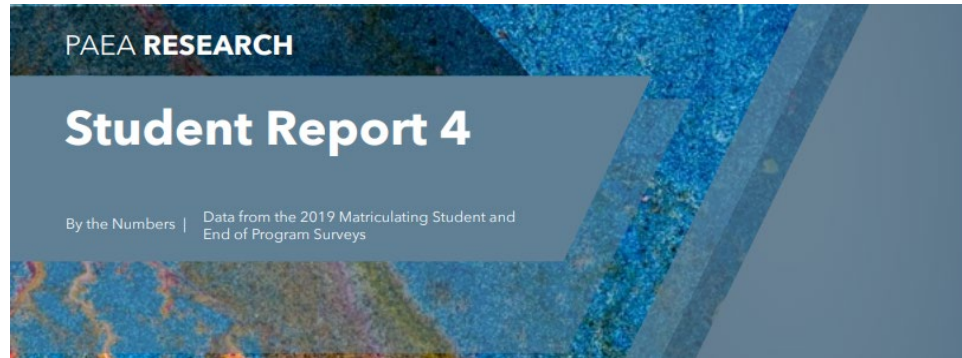 PAEA RESEARCH
Student Report 4
By the Numbers | Data from the 2019 Matriculating Student and
End of Program Surveys